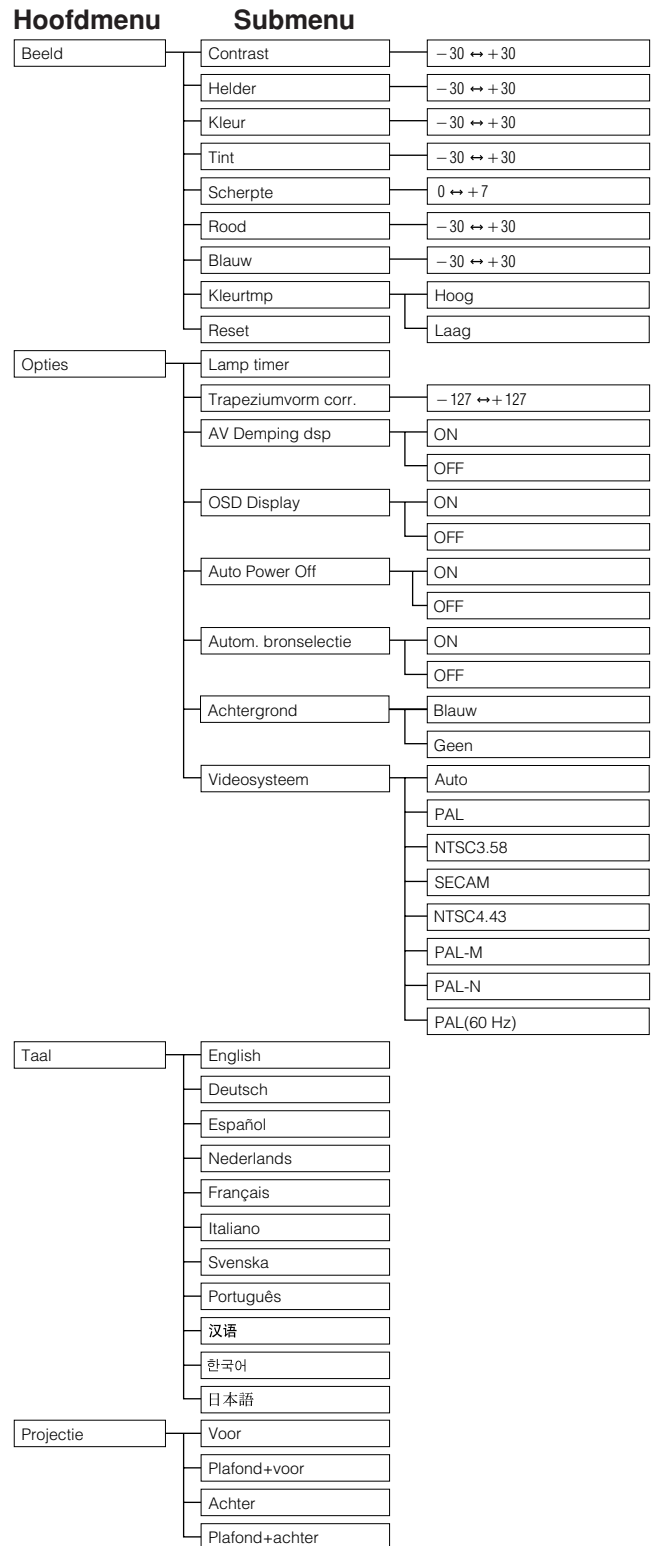 Hoofdmenu Submenu
Beeld Contrast −30 ↔ +30
Helder −30 ↔ +30
Kleur −30 ↔ +30
Tint −30 ↔ +30
Scherpte 0 ↔ +7
Rood −30 ↔ +30
Blauw −30 ↔ +30
Kleurtmp Hoog
Reset Laag
Opties Lamp timer
Trapeziumvorm corr. −127 ↔+127
AV Demping dsp ON
OFF
OSD Display ON
OFF
Auto Power Off ON
OFF
Autom. bronselectie ON
OFF
Achtergrond Blauw
Geen
Videosysteem Auto
PAL
NTSC3.58
SECAM
NTSC4.43
PAL-M
PAL-N
PAL(60 Hz)
Taal English
Deutsch
Español
Nederlands
Français
Italiano
Svenska
Português
汉语
한국어
日本語
Projectie Voor
Plafond+voor
Achter
Plafond+achter